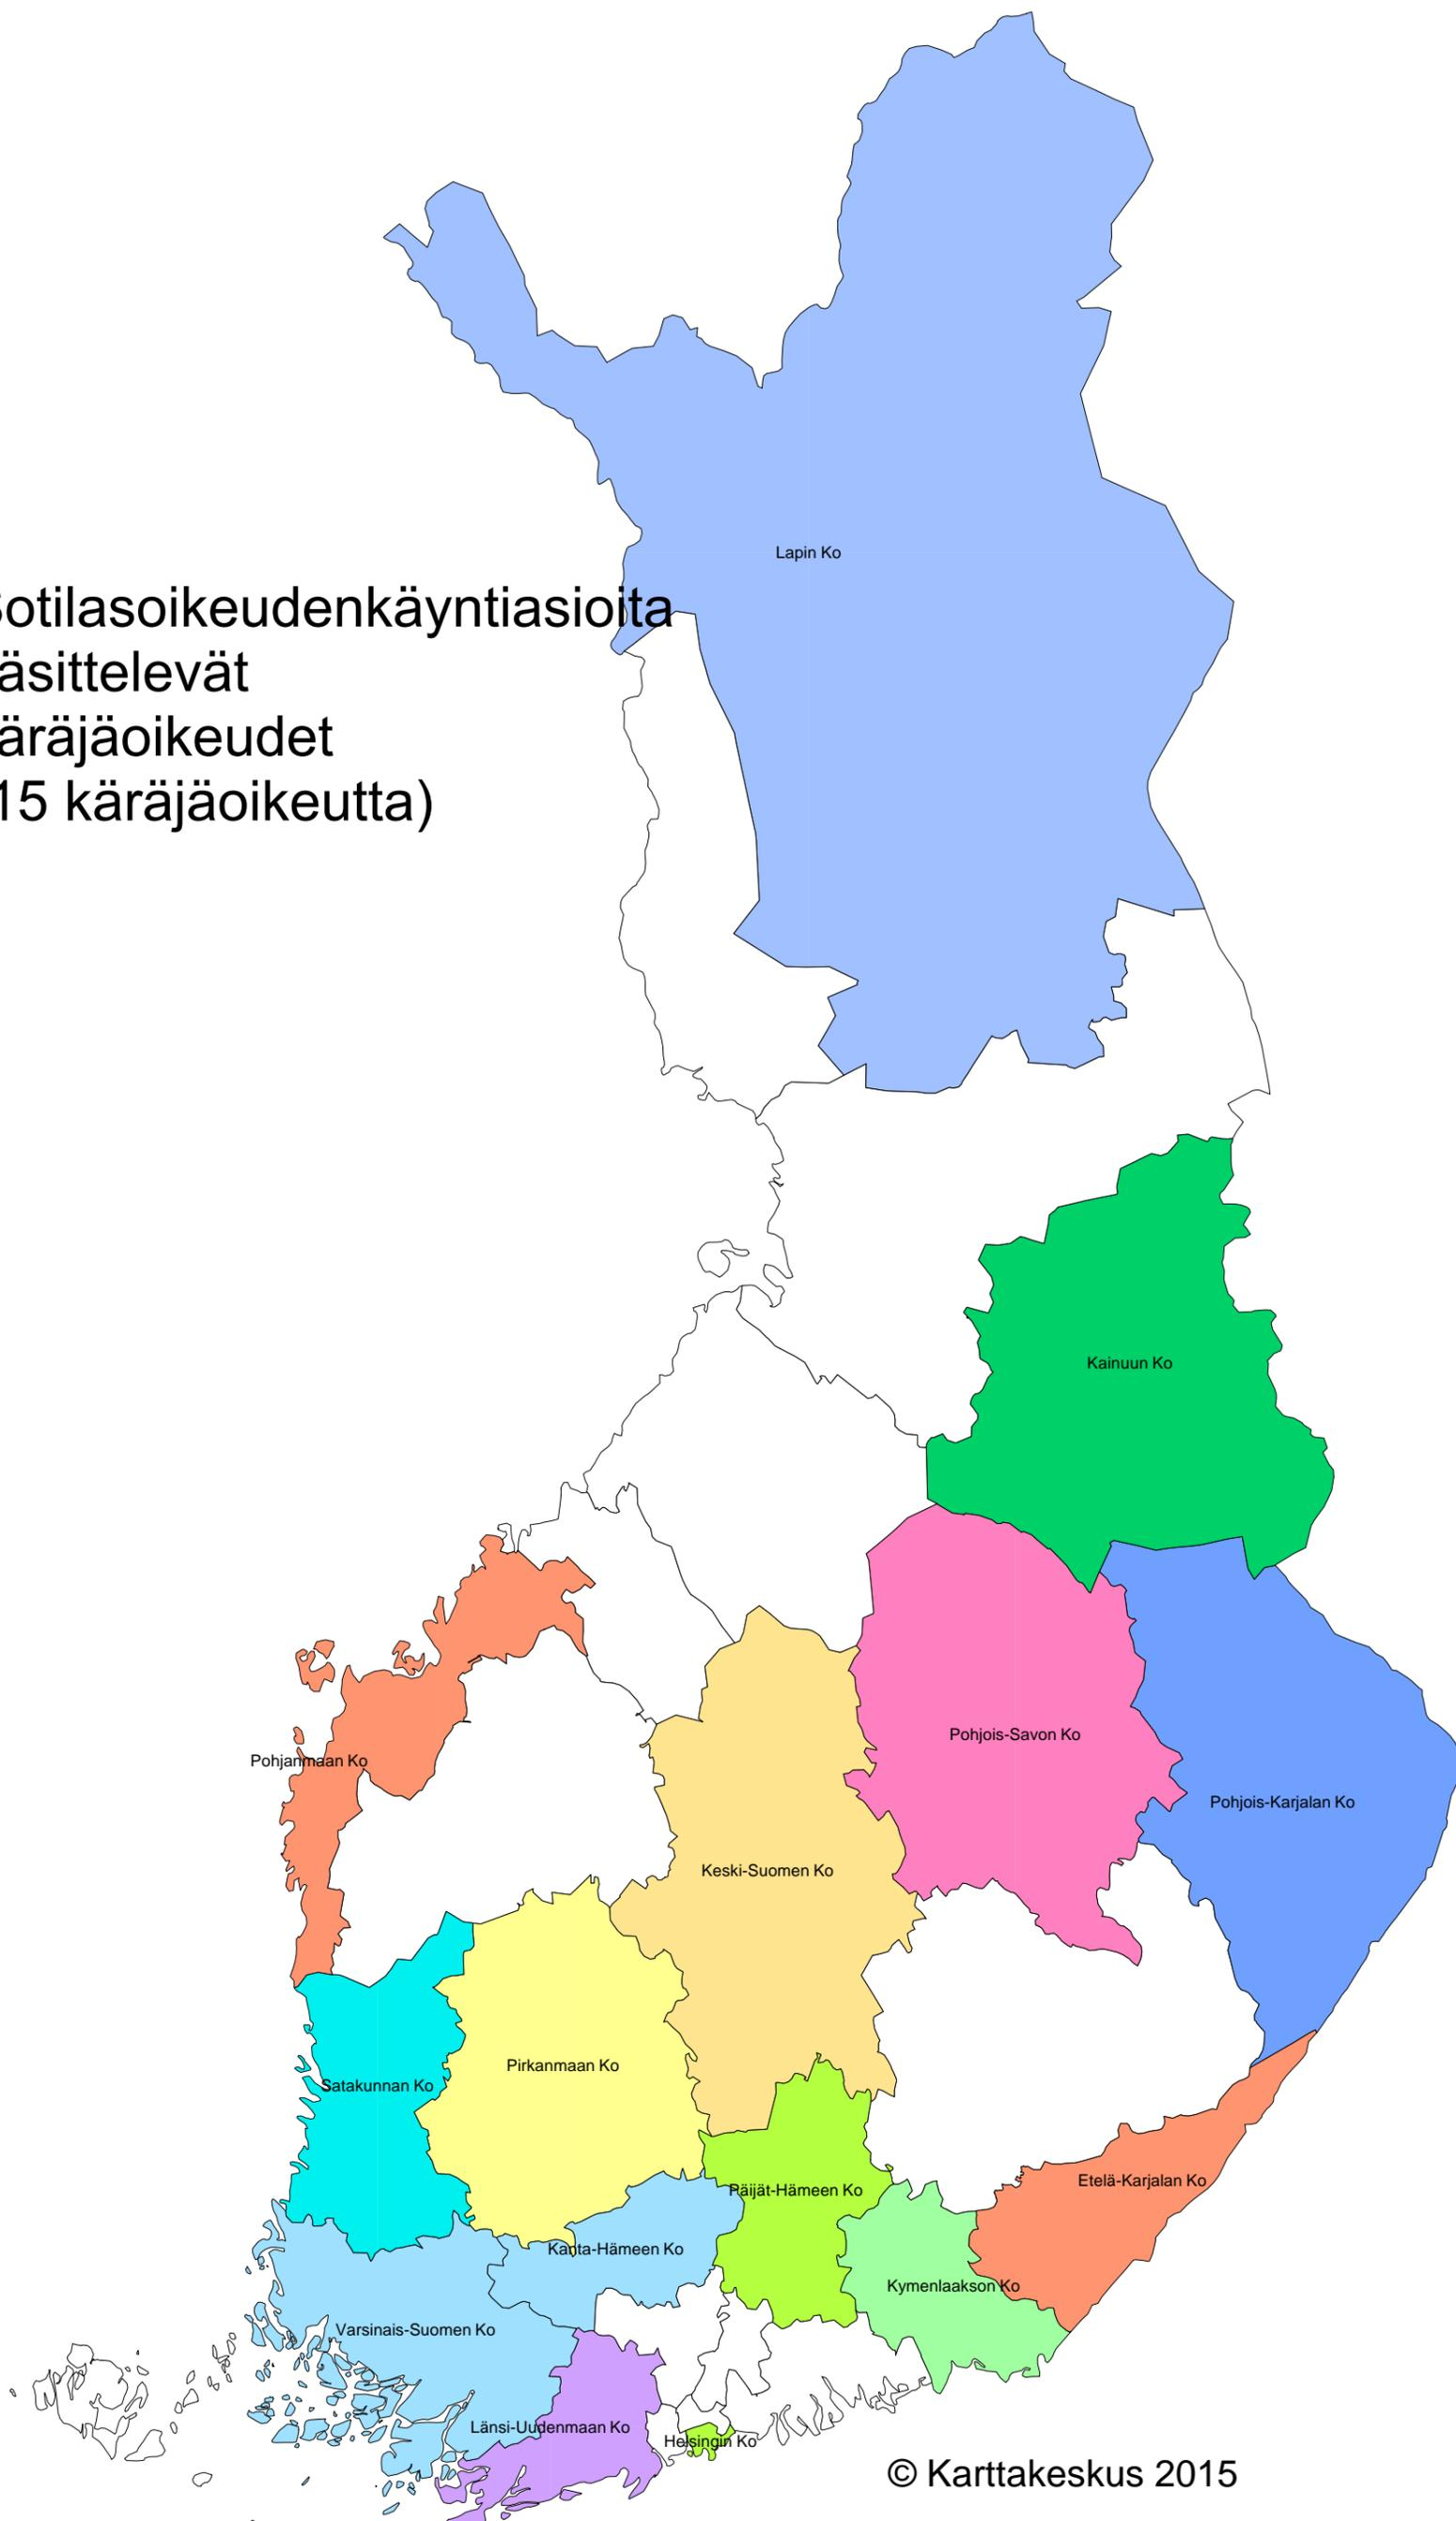 Lapin Ko
otilasoikeudenkäyntiasioita
äsittelevät
äräjäoikeudet
15 käräjäoikeutta)
Kainuun Ko
Pohjois-Savon Ko
Pohjanmaan Ko
Pohjois-Karjalan Ko
Keski-Suomen Ko
Pirkanmaan Ko
Satakunnan Ko
Etelä-Karjalan Ko
Päijät-Hämeen Ko
Kanta-Hämeen Ko
Kymenlaakson Ko
Varsinais-Suomen Ko
Länsi-Uudenmaan Ko
Helsingin Ko
© Karttakeskus 2015